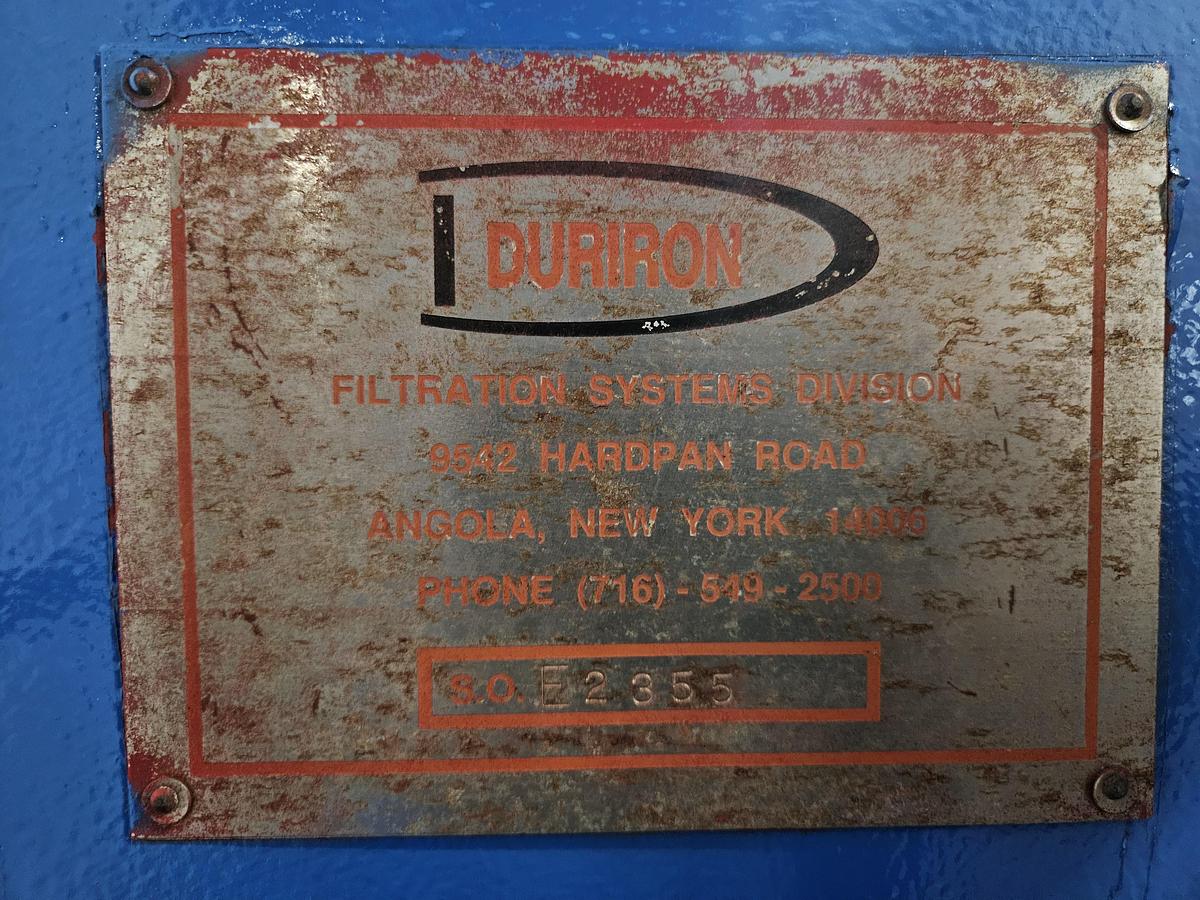 DURIRON
FILTRATION SYSTEMS DIVISION
9542 HARDPAN ROAD
ANGOLA, NEW YORK 14006
PHONE (716) - 549 - 2500
S.O. E2355